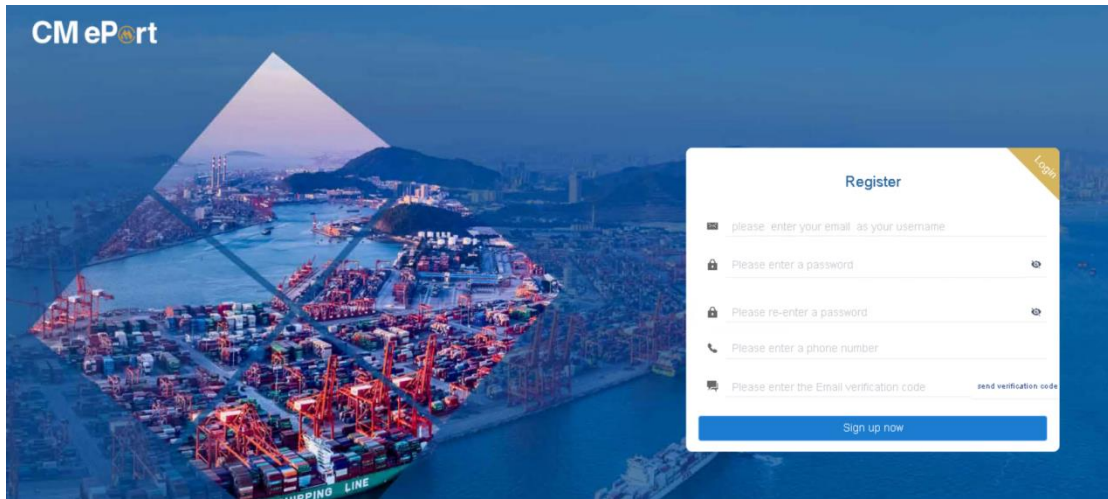 CM ePort
Login
Register
please enter your email as your username
Please enter a password
Please re-enter a password
Please enter a phone number
Please enter the Email verification code
send verification code
Sign up now
SHIPPING LINE